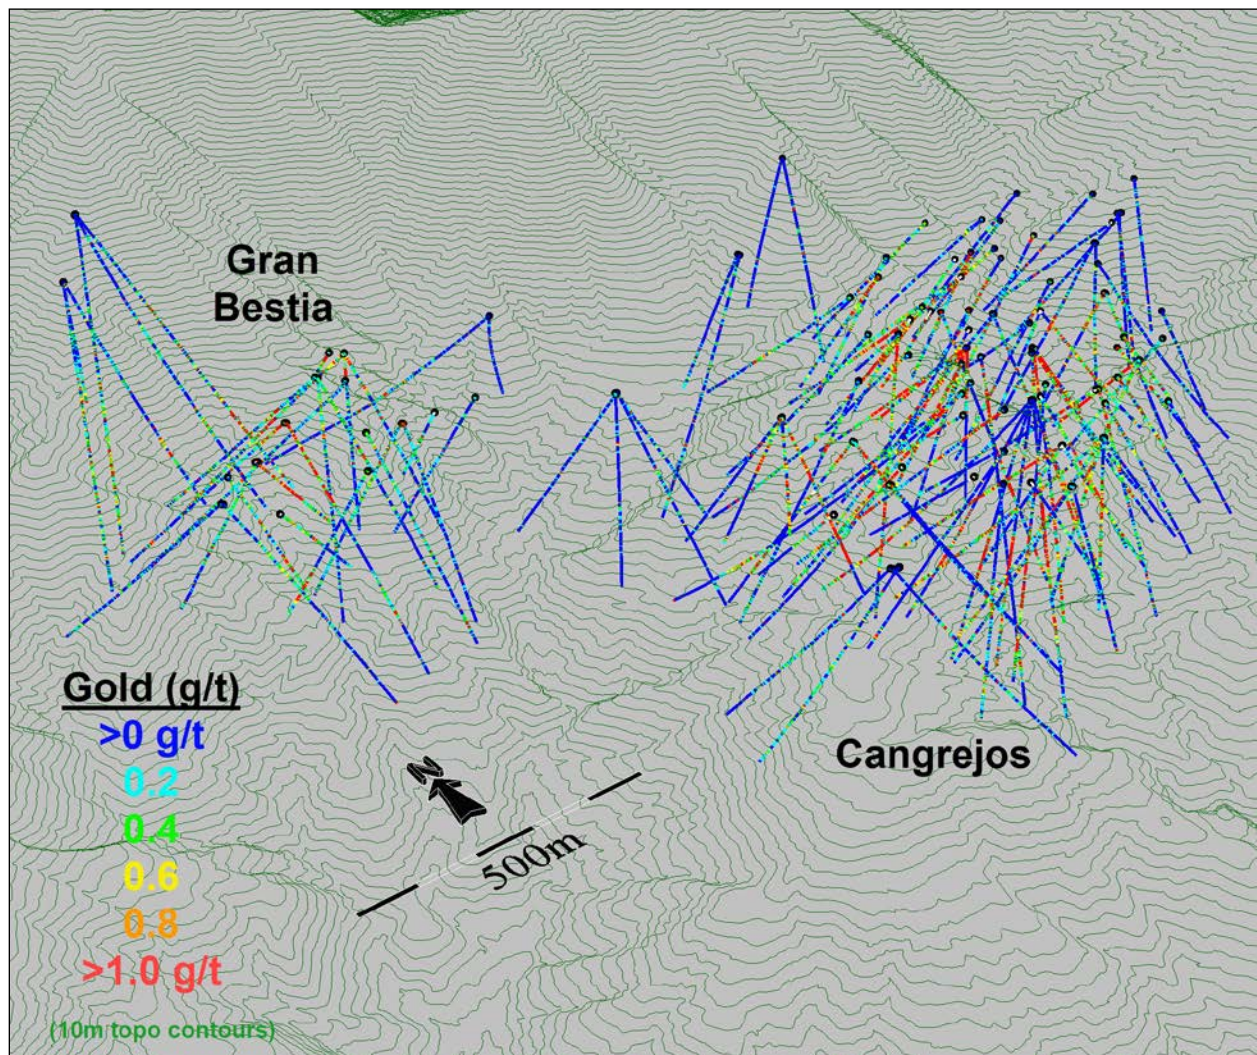 Gran
Bestia
Gold (g/t)
>0 g/t
0.2
0.4
0.6
0.8
>1.0 g/t
(10m topo contours)
N
500m
Cangrejos